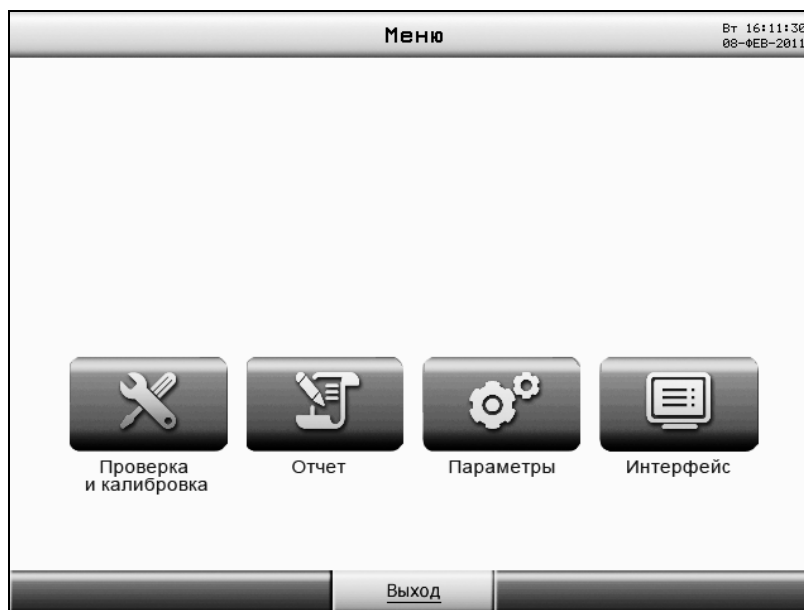 Меню
Вт 16:11:30
08-ФЕВ-2011
Проверка
и калибровка
Отчет
Параметры
Интерфейс
Выход